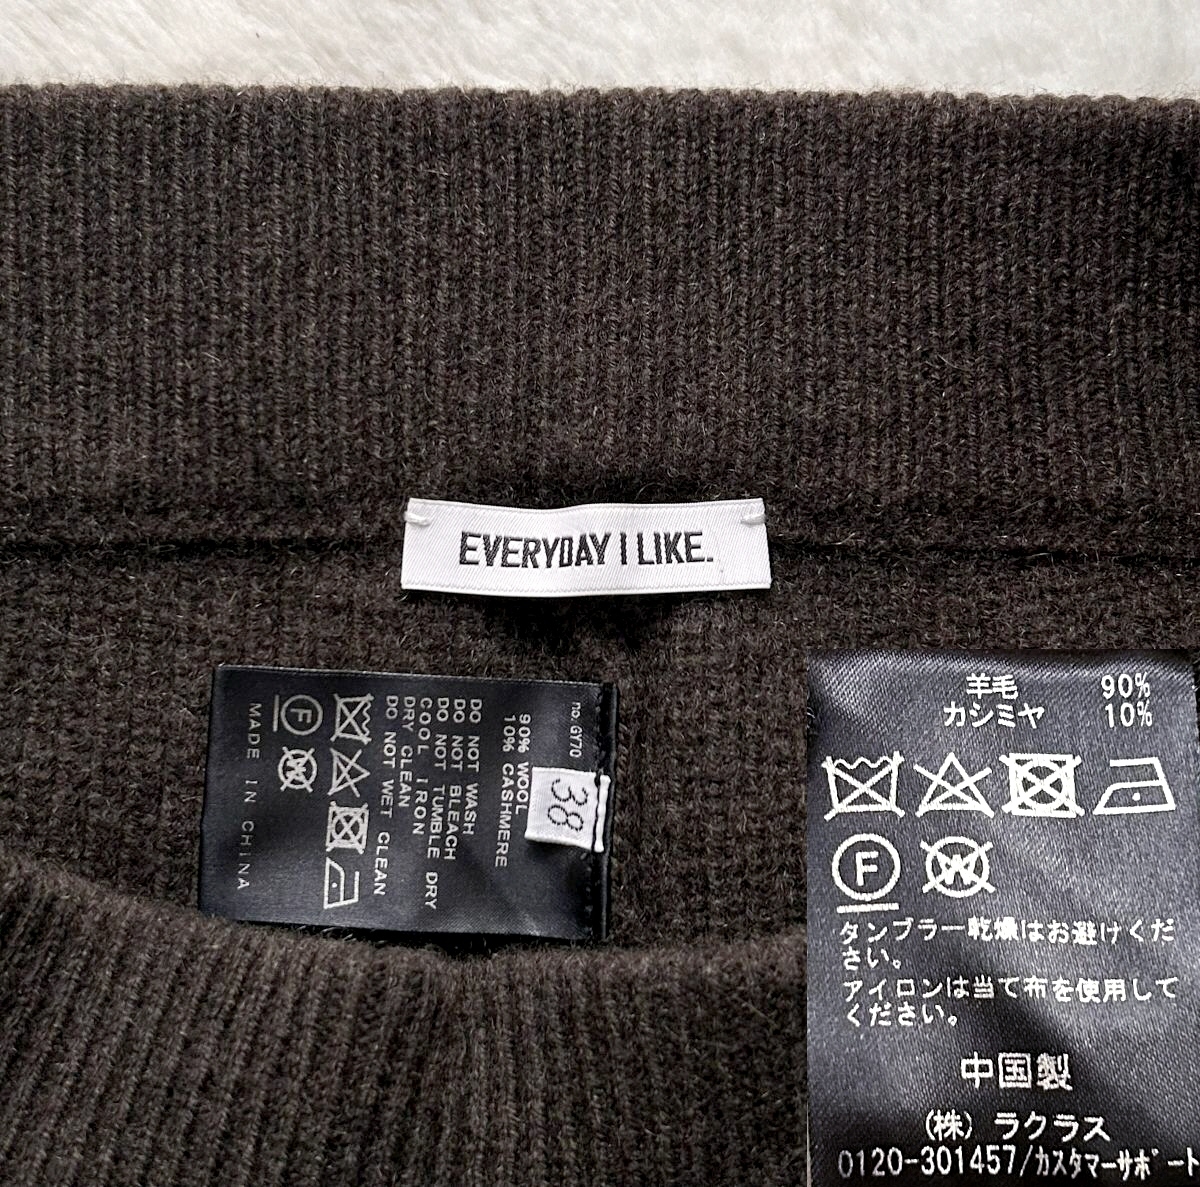 EVERYDAY I LIKE.
no. GY70
38
90% WOOL
10% CASHMERE
DO NOT WASH
DO NOT BLEACH
DO NOT TUMBLE DRY
COOL IRON
DRY CLEAN
DO NOT WET CLEAN
F
W
MADE IN CHINA
羊毛 90%
カシミヤ 10%
F
W
タンブラー乾燥はお避けくだ
さい。
アイロンは当て布を使用して
ください。
中国製
(株) ラクラス
0120-301457/カスタマーサポート